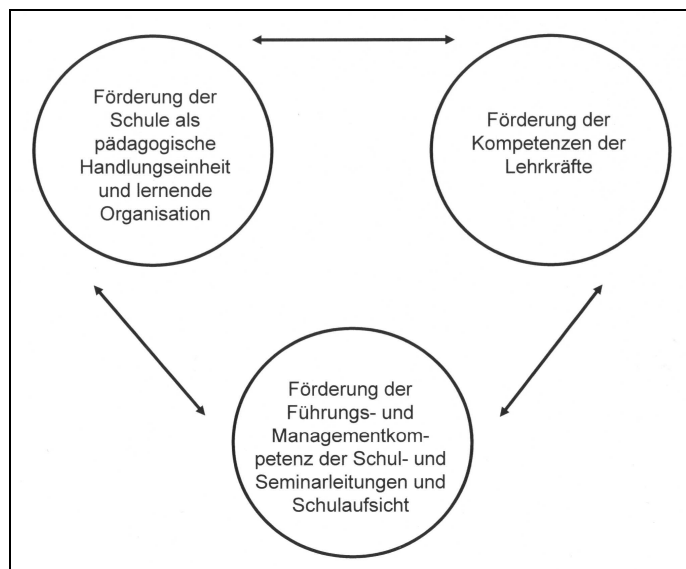 Förderung der
Schule als
pädagogische
Handlungseinheit
und lernende
Organisation
Förderung der
Kompetenzen der
Lehrkräfte
Förderung der
Führungs- und
Managementkom-
petenz der Schul- und
Seminarleitungen und
Schulaufsicht